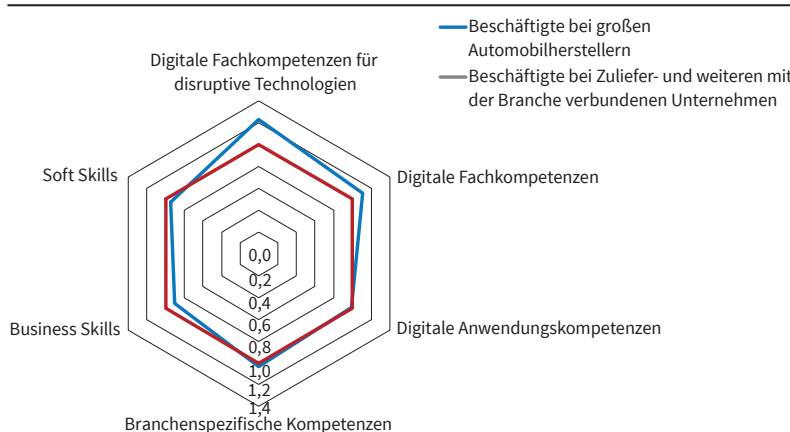 Beschäftigte bei großen
Automobilherstellern
Beschäftigte bei Zuliefer- und weiteren mit
der Branche verbundenen Unternehmen
Digitale Fachkompetenzen für
disruptive Technologien
Soft Skills
Digitale Fachkompetenzen
0,0
0,2
0,4
0,6
0,8
1,0
1,2
1,4
Business Skills
Digitale Anwendungskompetenzen
Branchenspezifische Kompetenzen